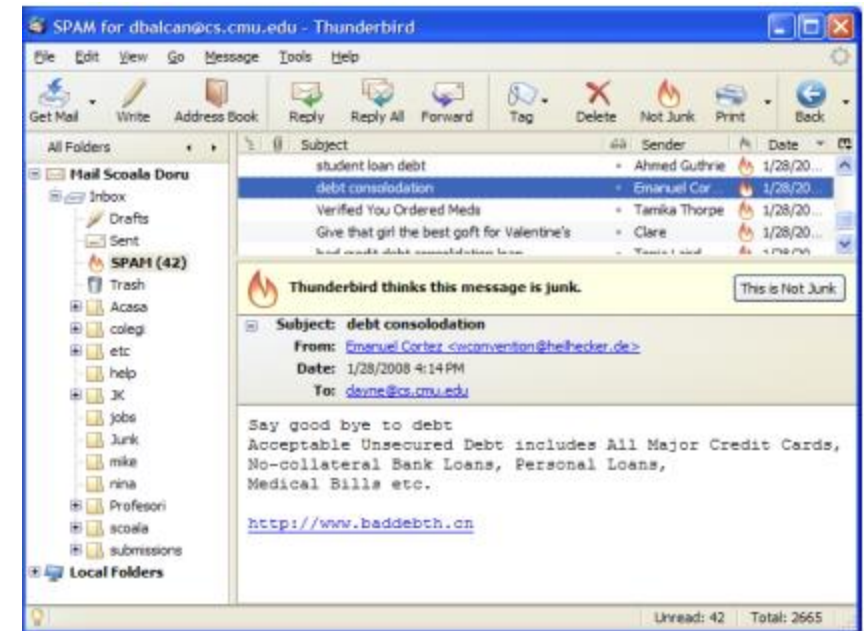 SPAM for dbalcan@cs.cmu.edu - Thunderbird
File Edit View Go Message Tools Help
Get Mail Write Address Book Reply Reply All Forward Tag Delete Not Junk Print Back
All Folders
Mail Scoala Doru
Inbox
Drafts
Sent
SPAM (42)
Trash
Acasa
colegi
etc
help
JK
jobs
Junk
mike
nina
Profesori
scoala
submissions
Local Folders
Subject Sender Date
student loan debt Ahmed Guthrie 1/28/20...
debt consolodation Emanuel Cor... 1/28/20...
Verified You Ordered Meds Tamika Thorpe 1/28/20...
Give that girl the best goft for Valentine's Clare 1/28/20...
Thunderbird thinks this message is junk. This is Not Junk
Subject: debt consolodation
From: Emanuel Cortez <wconvention@heilhecker.de>
Date: 1/28/2008 4:14 PM
To: dayne@cs.cmu.edu
Say good bye to debt
Acceptable Unsecured Debt includes All Major Credit Cards,
No-collateral Bank Loans, Personal Loans,
Medical Bills etc.
http://www.baddebth.cn
Unread: 42 Total: 2665